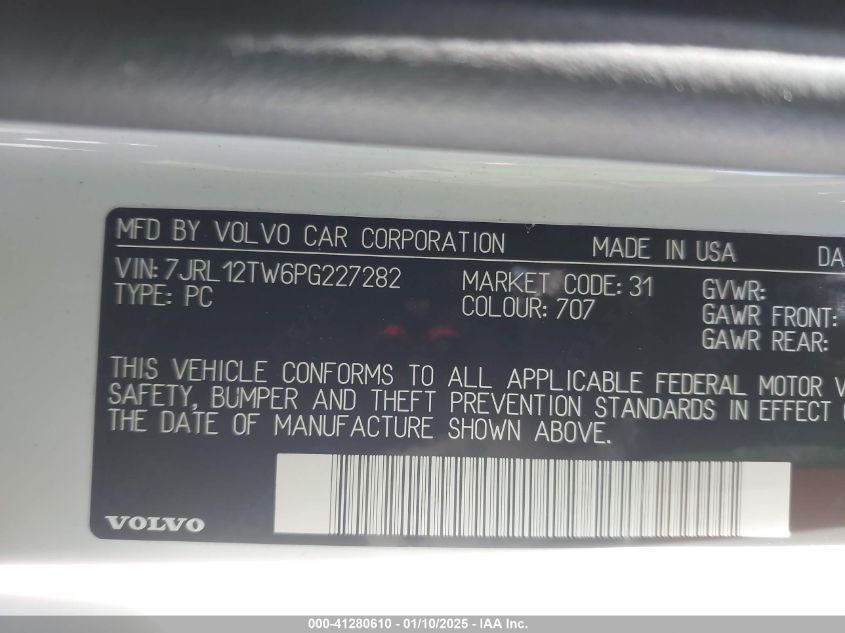 MFD BY VOLVO CAR CORPORATION MADE IN USA DA
VIN: 7JRL12TW6PG227282 MARKET CODE: 31 GVWR:
TYPE: PC COLOUR: 707 GAWR FRONT:
GAWR REAR:
THIS VEHICLE CONFORMS TO ALL APPLICABLE FEDERAL MOTOR V
SAFETY, BUMPER AND THEFT PREVENTION STANDARDS IN EFFECT
THE DATE OF MANUFACTURE SHOWN ABOVE.
VOLVO
000-41280610 - 01/10/2025 - IAA Inc.